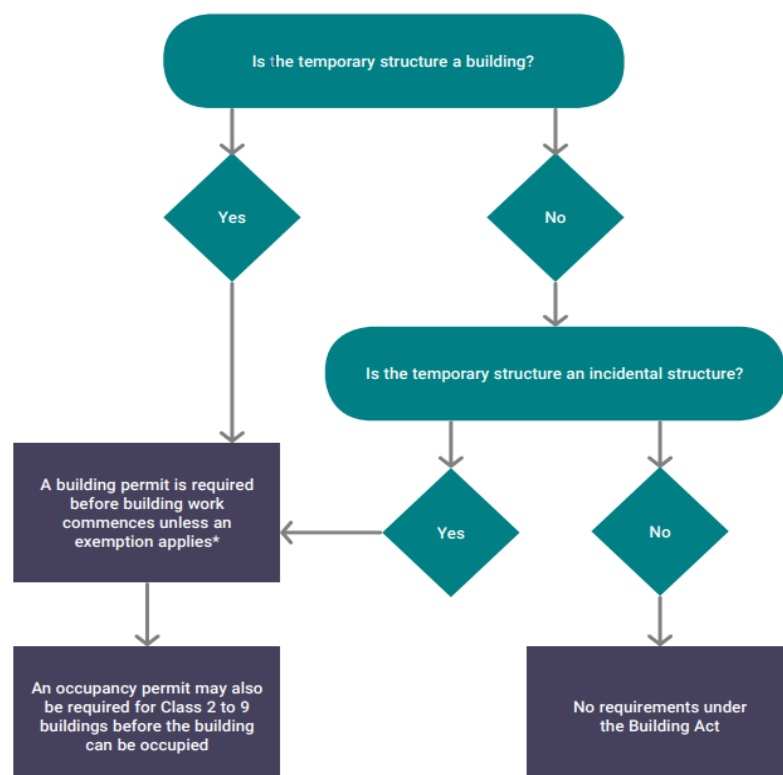 Is the temporary structure a building?
Yes
No
Is the temporary structure an incidental structure?
A building permit is required
before building work
commences unless an
exemption applies*
Yes
No
An occupancy permit may also
be required for Class 2 to 9
buildings before the building
can be occupied
No requirements under
the Building Act